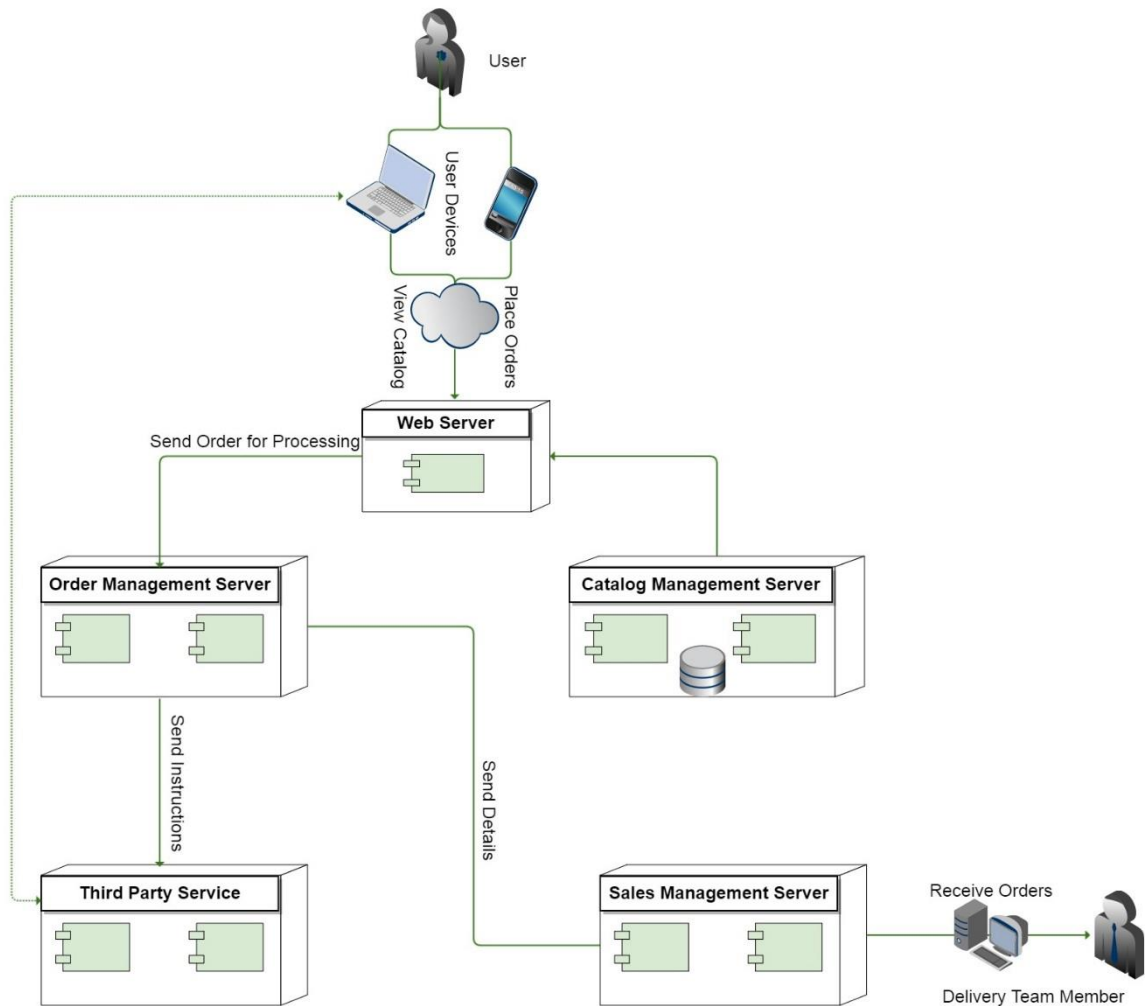 User
User Devices
View Catalog
Place Orders
Web Server
Send Order for Processing
Order Management Server
Catalog Management Server
Send Instructions
Send Details
Third Party Service
Sales Management Server
Receive Orders
Delivery Team Member